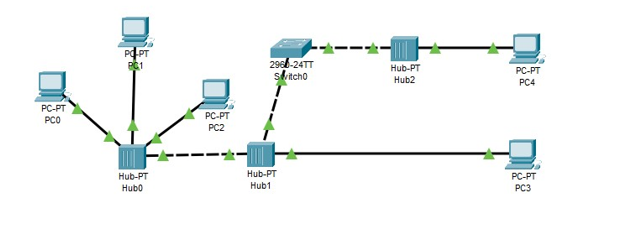 PC-PT
PC1
PC-PT
PC0
PC-PT
PC2
Hub-PT
Hub0
2960-24TT
Switch0
Hub-PT
Hub2
PC-PT
PC4
Hub-PT
Hub1
PC-PT
PC3